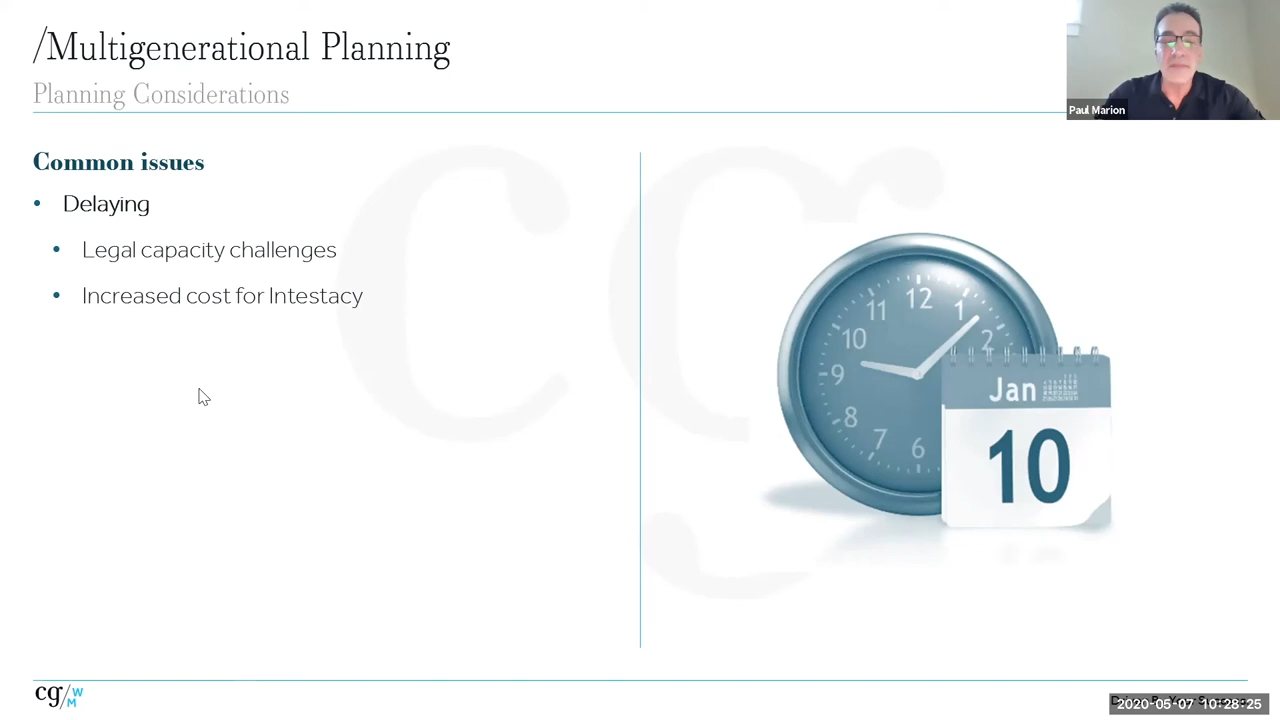 /Multigenerational Planning
Planning Considerations
Paul Marion
Common issues
• Delaying
• Legal capacity challenges
• Increased cost for Intestacy
cg
12
1
2
6
7
8
9
10
11
Jan
10
cg/WM
2020-05-07 10:28:25